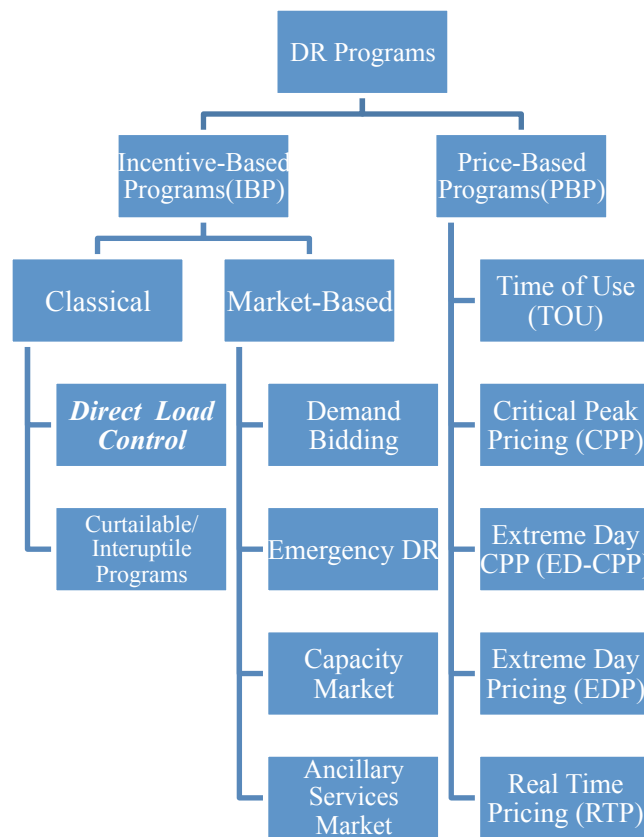 DR Programs
Incentive-Based
Programs(IBP)
Price-Based
Programs(PBP)
Classical
Market-Based
Direct Load
Control
Curtailable/
Interuptile
Programs
Demand
Bidding
Emergency DR
Capacity
Market
Ancillary
Services
Market
Time of Use
(TOU)
Critical Peak
Pricing (CPP)
Extreme Day
CPP (ED-CPP)
Extreme Day
Pricing (EDP)
Real Time
Pricing (RTP)